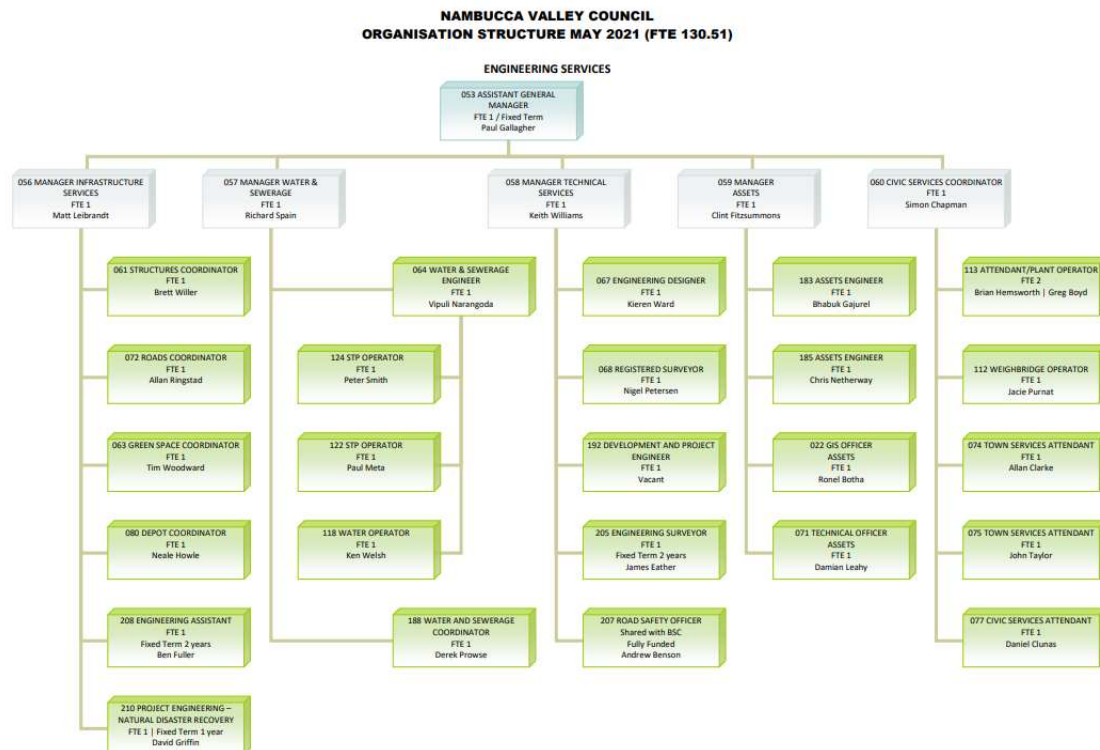 NAMBUCCA VALLEY COUNCIL
ORGANISATION STRUCTURE MAY 2021 (FTE 130.51)
ENGINEERING SERVICES
053 ASSISTANT GENERAL
MANAGER
FTE 1 / Fixed Term
Paul Gallagher
056 MANAGER INFRASTRUCTURE
SERVICES
FTE 1
Matt Leibrandt
057 MANAGER WATER &
SEWERAGE
FTE 1
Richard Spain
058 MANAGER TECHNICAL
SERVICES
FTE 1
Keith Williams
059 MANAGER
ASSETS
FTE 1
Clint Fitzsummons
060 CIVIC SERVICES COORDINATOR
FTE 1
Simon Chapman
061 STRUCTURES COORDINATOR
FTE 1
Brett Willer
064 WATER & SEWERAGE
ENGINEER
FTE 1
Vipuli Narangoda
067 ENGINEERING DESIGNER
FTE 1
Kieren Ward
183 ASSETS ENGINEER
FTE 1
Bhabuk Gajurel
113 ATTENDANT/PLANT OPERATOR
FTE 2
Brian Hemsworth | Greg Boyd
072 ROADS COORDINATOR
FTE 1
Allan Ringstad
124 STP OPERATOR
FTE 1
Peter Smith
068 REGISTERED SURVEYOR
FTE 1
Nigel Petersen
185 ASSETS ENGINEER
FTE 1
Chris Netherway
112 WEIGHBRIDGE OPERATOR
FTE 1
Jacie Purnat
063 GREEN SPACE COORDINATOR
FTE 1
Tim Woodward
122 STP OPERATOR
FTE 1
Paul Meta
192 DEVELOPMENT AND PROJECT
ENGINEER
FTE 1
Vacant
022 GIS OFFICER
ASSETS
FTE 1
Ronel Botha
074 TOWN SERVICES ATTENDANT
FTE 1
Allan Clarke
080 DEPOT COORDINATOR
FTE 1
Neale Howle
118 WATER OPERATOR
FTE 1
Ken Welsh
205 ENGINEERING SURVEYOR
FTE 1
Fixed Term 2 years
James Eather
071 TECHNICAL OFFICER
ASSETS
FTE 1
Damian Leahy
075 TOWN SERVICES ATTENDANT
FTE 1
John Taylor
208 ENGINEERING ASSISTANT
FTE 1
Fixed Term 2 years
Ben Fuller
188 WATER AND SEWERAGE
COORDINATOR
FTE 1
Derek Prowse
207 ROAD SAFETY OFFICER
Shared with BSC
Fully Funded
Andrew Benson
077 CIVIC SERVICES ATTENDANT
FTE 1
Daniel Clunas
210 PROJECT ENGINEERING –
NATURAL DISASTER RECOVERY
FTE 1 | Fixed Term 1 year
David Griffin